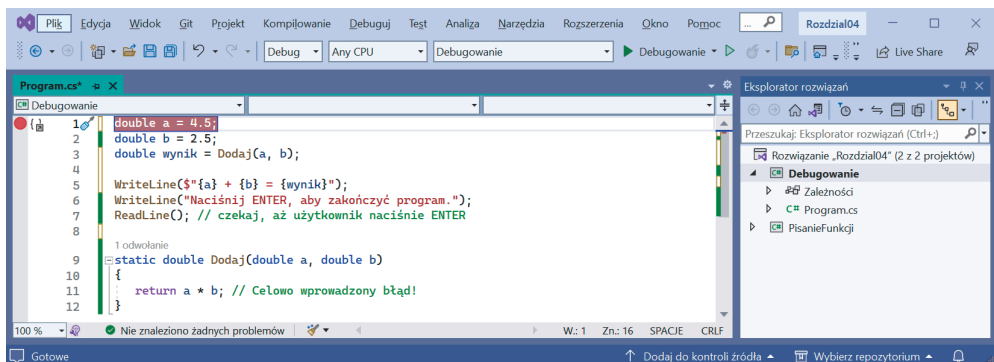 Plik Edycja Widok Git Projekt Kompilowanie Debuguj Test Analiza Narzędzia Rozszerzenia Okno Pomoc ... Rozdzial04
Debug Any CPU Debugowanie Debugowanie Live Share
Program.cs*
Debugowanie
1 double a = 4.5;
2 double b = 2.5;
3 double wynik = Dodaj(a, b);
4
5 WriteLine($"{a} + {b} = {wynik}");
6 WriteLine("Naciśnij ENTER, aby zakończyć program.");
7 ReadLine(); // czekaj, aż użytkownik naciśnie ENTER
8
1 odwołanie
9 static double Dodaj(double a, double b)
10 {
11 return a * b; // Celowo wprowadzony błąd!
12 }
100 % Nie znaleziono żadnych problemów W.: 1 Zn.: 16 SPACJE CRLF
Eksplorator rozwiązań
Przeszukaj: Eksplorator rozwiązań (Ctrl+;)
Rozwiązanie „Rozdzial04” (2 z 2 projektów)
C# Debugowanie
Zależności
C# Program.cs
C# PisanieFunkcji
Gotowe Dodaj do kontroli źródła Wybierz repozytorium